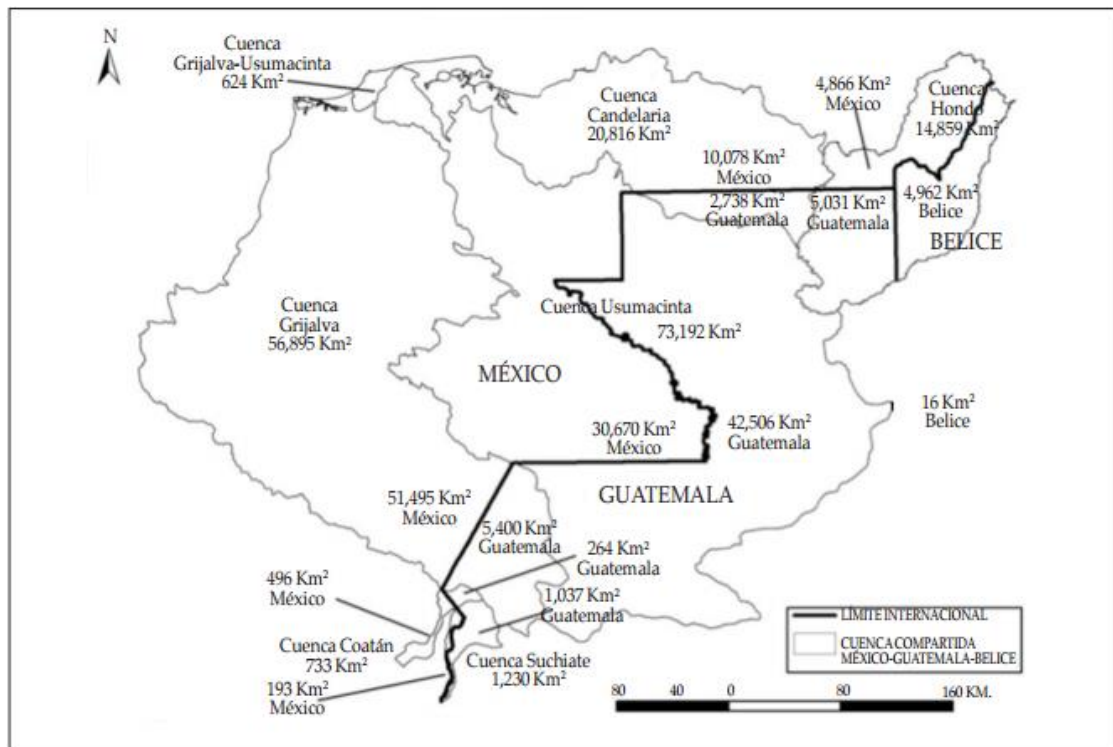 N
Cuenca
Grijalva-Usumacinta
624 Km²
Cuenca
Candelaria
20,816 Km²
4,866 Km²
México
Cuenca
Hondo
14,859 Km²
10,078 Km²
México
2,738 Km²
Guatemala
5,031 Km²
Guatemala
4,962 Km²
Belice
BELICE
Cuenca
Grijalva
56,895 Km²
Cuenca Usumacinta
73,192 Km²
MÉXICO
16 Km²
Belice
30,670 Km²
México
42,506 Km²
Guatemala
GUATEMALA
51,495 Km²
México
5,400 Km²
Guatemala
264 Km²
Guatemala
496 Km²
México
1,037 Km²
Guatemala
Cuenca Coatán
733 Km²
Cuenca Suchiate
1,230 Km²
193 Km²
México
LÍMITE INTERNACIONAL
CUENCA COMPARTIDA
MÉXICO-GUATEMALA-BELICE
80 40 0 80 160 KM.